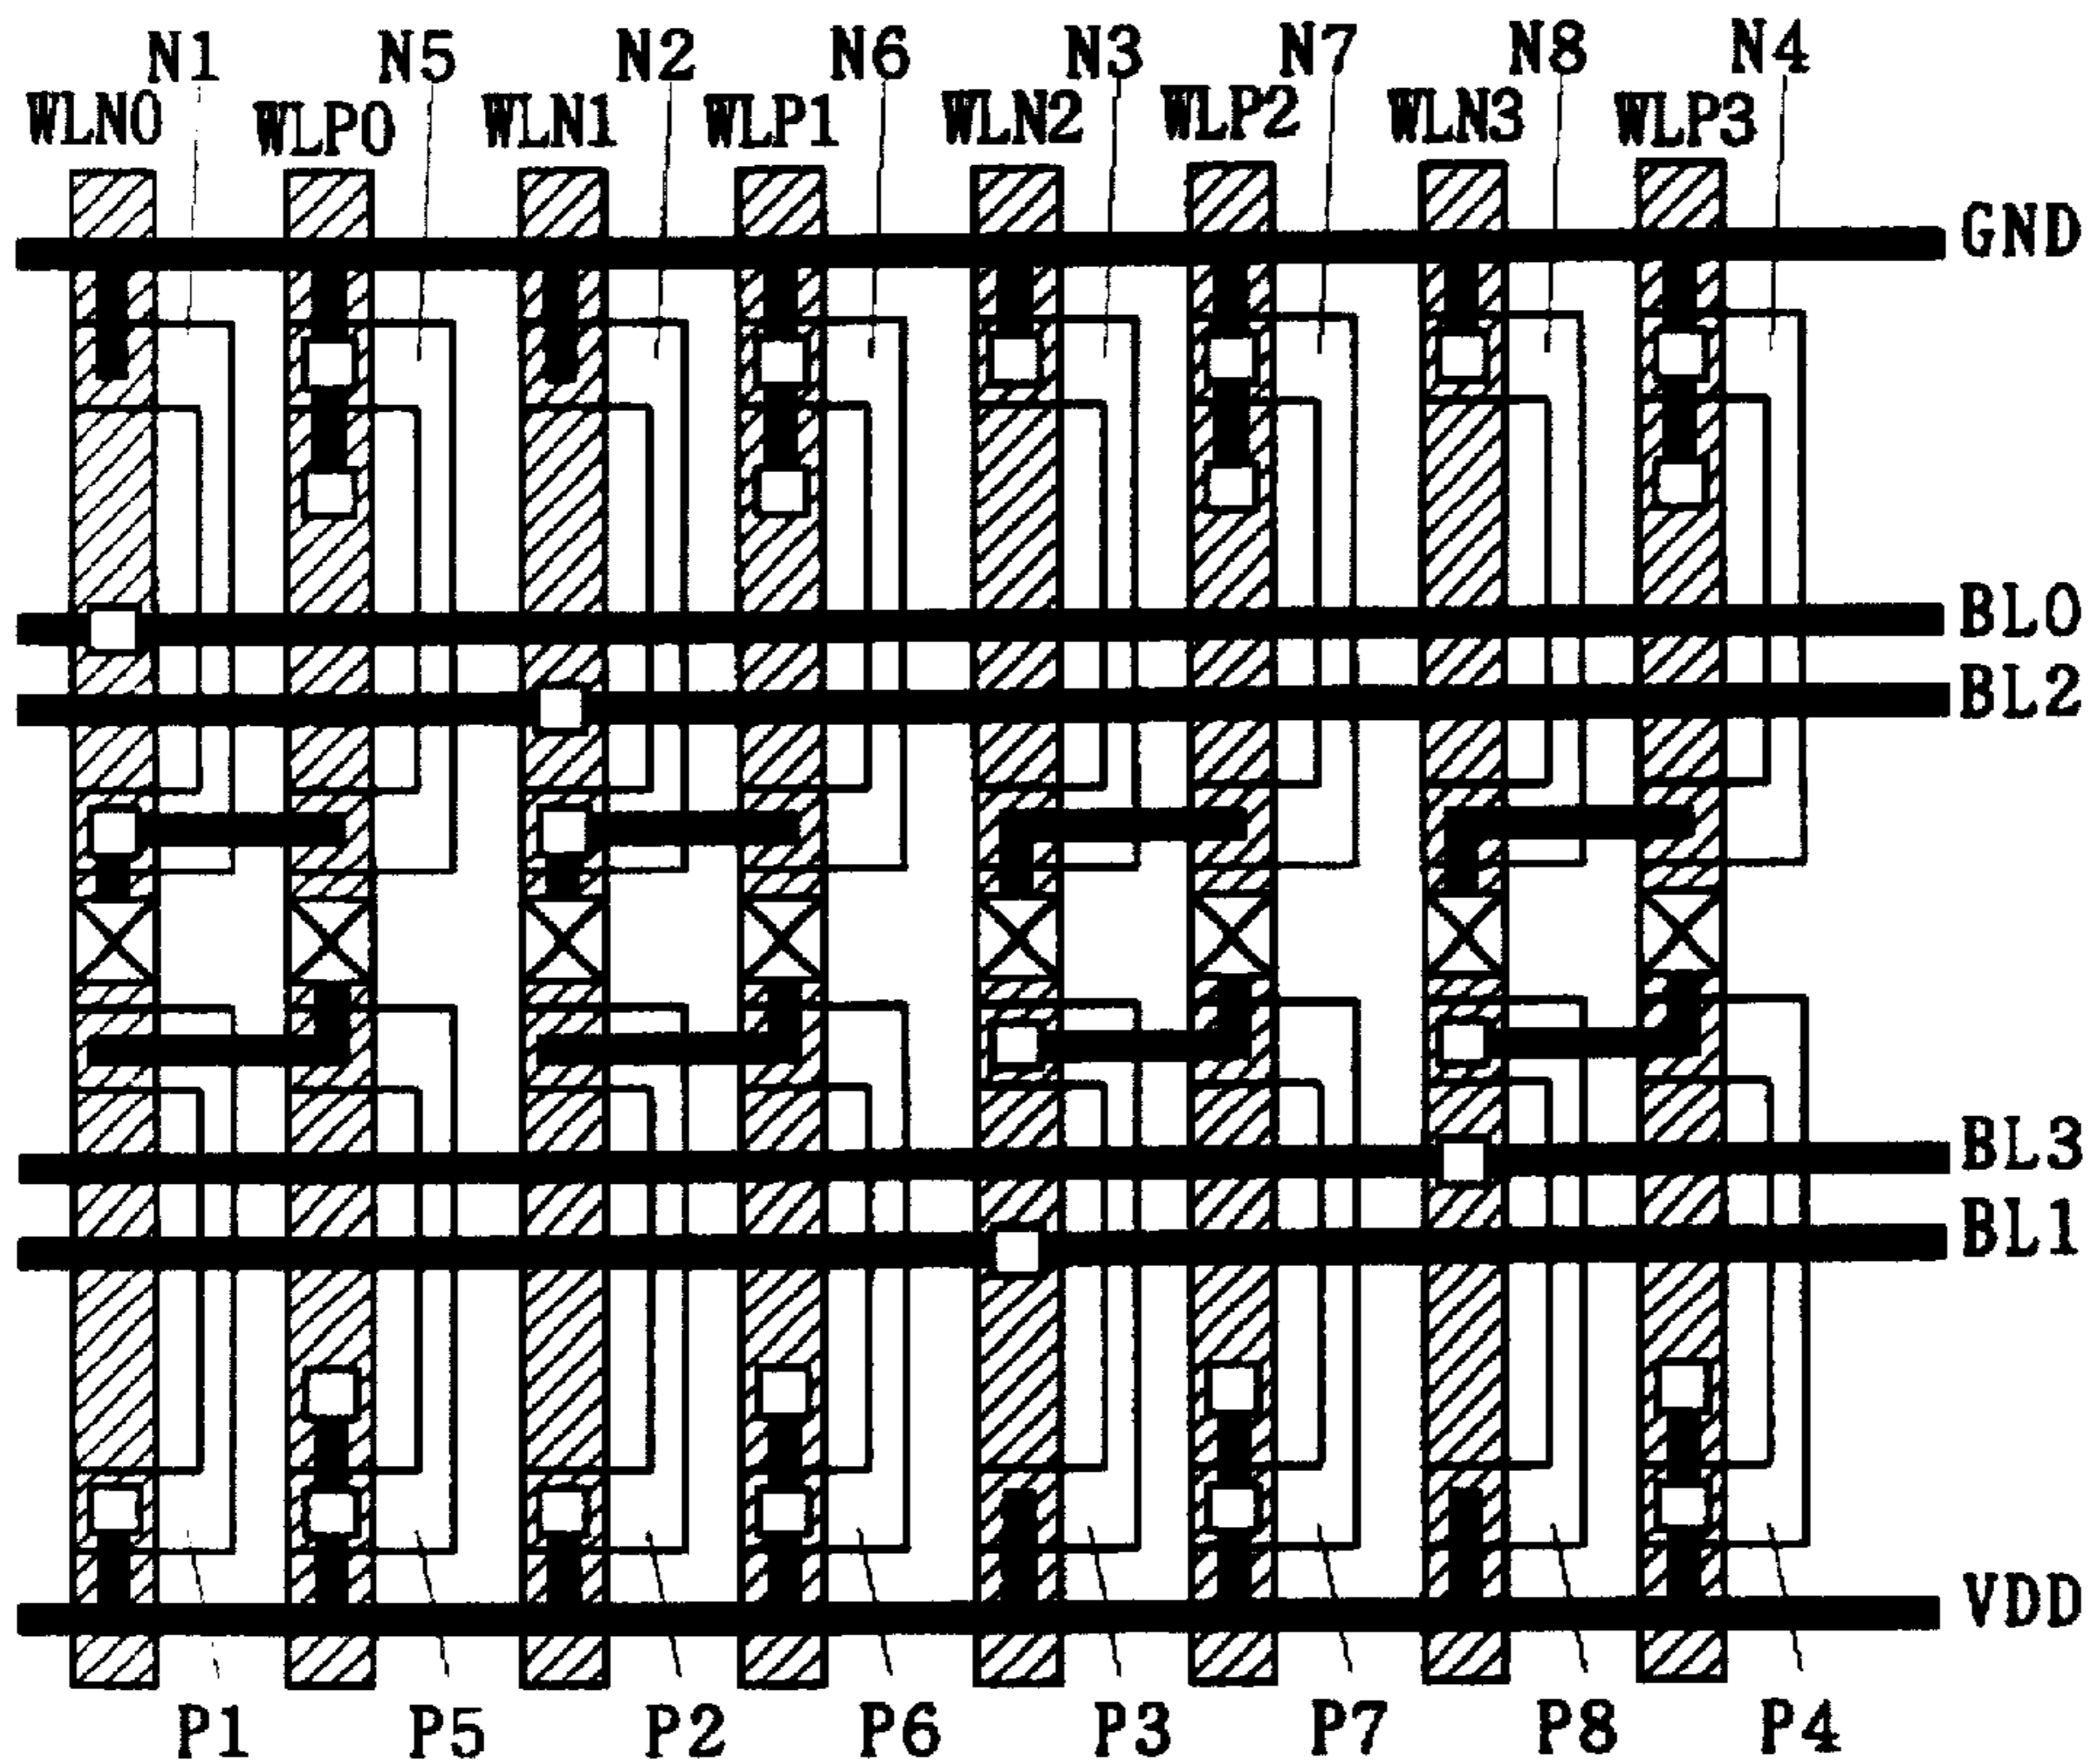 N1 N5 N2 N6 N3 N7 N8 N4
WLN0 WLP0 WLN1 WLP1 WLN2 WLP2 WLN3 WLP3
GND
BL0
BL2
BL3
BL1
VDD
P1 P5 P2 P6 P3 P7 P8 P4